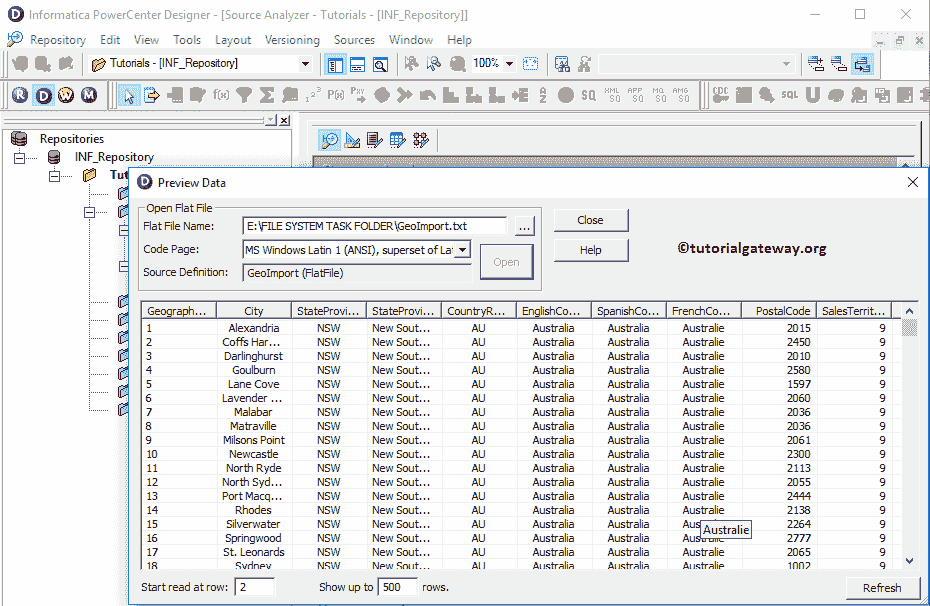 Informatica PowerCenter Designer - [Source Analyzer - Tutorials - [INF_Repository]]
Repository Edit View Tools Layout Versioning Sources Window Help
Tutorials - [INF_Repository] 100%
R D W M f(x) Σ 1 2 3 P(x) SQ XML SQ APP SQ MQ SQ AMG SQ CDC SQL U
Repositories
INF_Repository
Tut
D Preview Data
Open Flat File
Flat File Name: E:\FILE SYSTEM TASK FOLDER\GeoImport.txt ... Close
Code Page: MS Windows Latin 1 (ANSI), superset of La Open Help ©tutorialgateway.org
Source Definition: GeoImport (FlatFile)
Geograph... City StateProvi... StateProvi... CountryR... EnglishCo... SpanishCo... FrenchCo... PostalCode SalesTerrit...
1 Alexandria NSW New Sout... AU Australia Australia Australie 2015 9
2 Coffs Har... NSW New Sout... AU Australia Australia Australie 2450 9
3 Darlinghurst NSW New Sout... AU Australia Australia Australie 2010 9
4 Goulburn NSW New Sout... AU Australia Australia Australie 2580 9
5 Lane Cove NSW New Sout... AU Australia Australia Australie 1597 9
6 Lavender ... NSW New Sout... AU Australia Australia Australie 2060 9
7 Malabar NSW New Sout... AU Australia Australia Australie 2036 9
8 Matraville NSW New Sout... AU Australia Australia Australie 2036 9
9 Milsons Point NSW New Sout... AU Australia Australia Australie 2061 9
10 Newcastle NSW New Sout... AU Australia Australia Australie 2300 9
11 North Ryde NSW New Sout... AU Australia Australia Australie 2113 9
12 North Syd... NSW New Sout... AU Australia Australia Australie 2055 9
13 Port Macq... NSW New Sout... AU Australia Australia Australie 2444 9
14 Rhodes NSW New Sout... AU Australia Australia Australie 2138 9
15 Silverwater NSW New Sout... AU Australia Australia Australie 2264 9
16 Springwood NSW New Sout... AU Australia Australia 2777 9
17 St. Leonards NSW New Sout... AU Australia Australia Australie 2065 9
18 Sydney NSW New Sout... AU Australia Australia Australie 1002 9
Start read at row: 2 Show up to 500 rows. Refresh